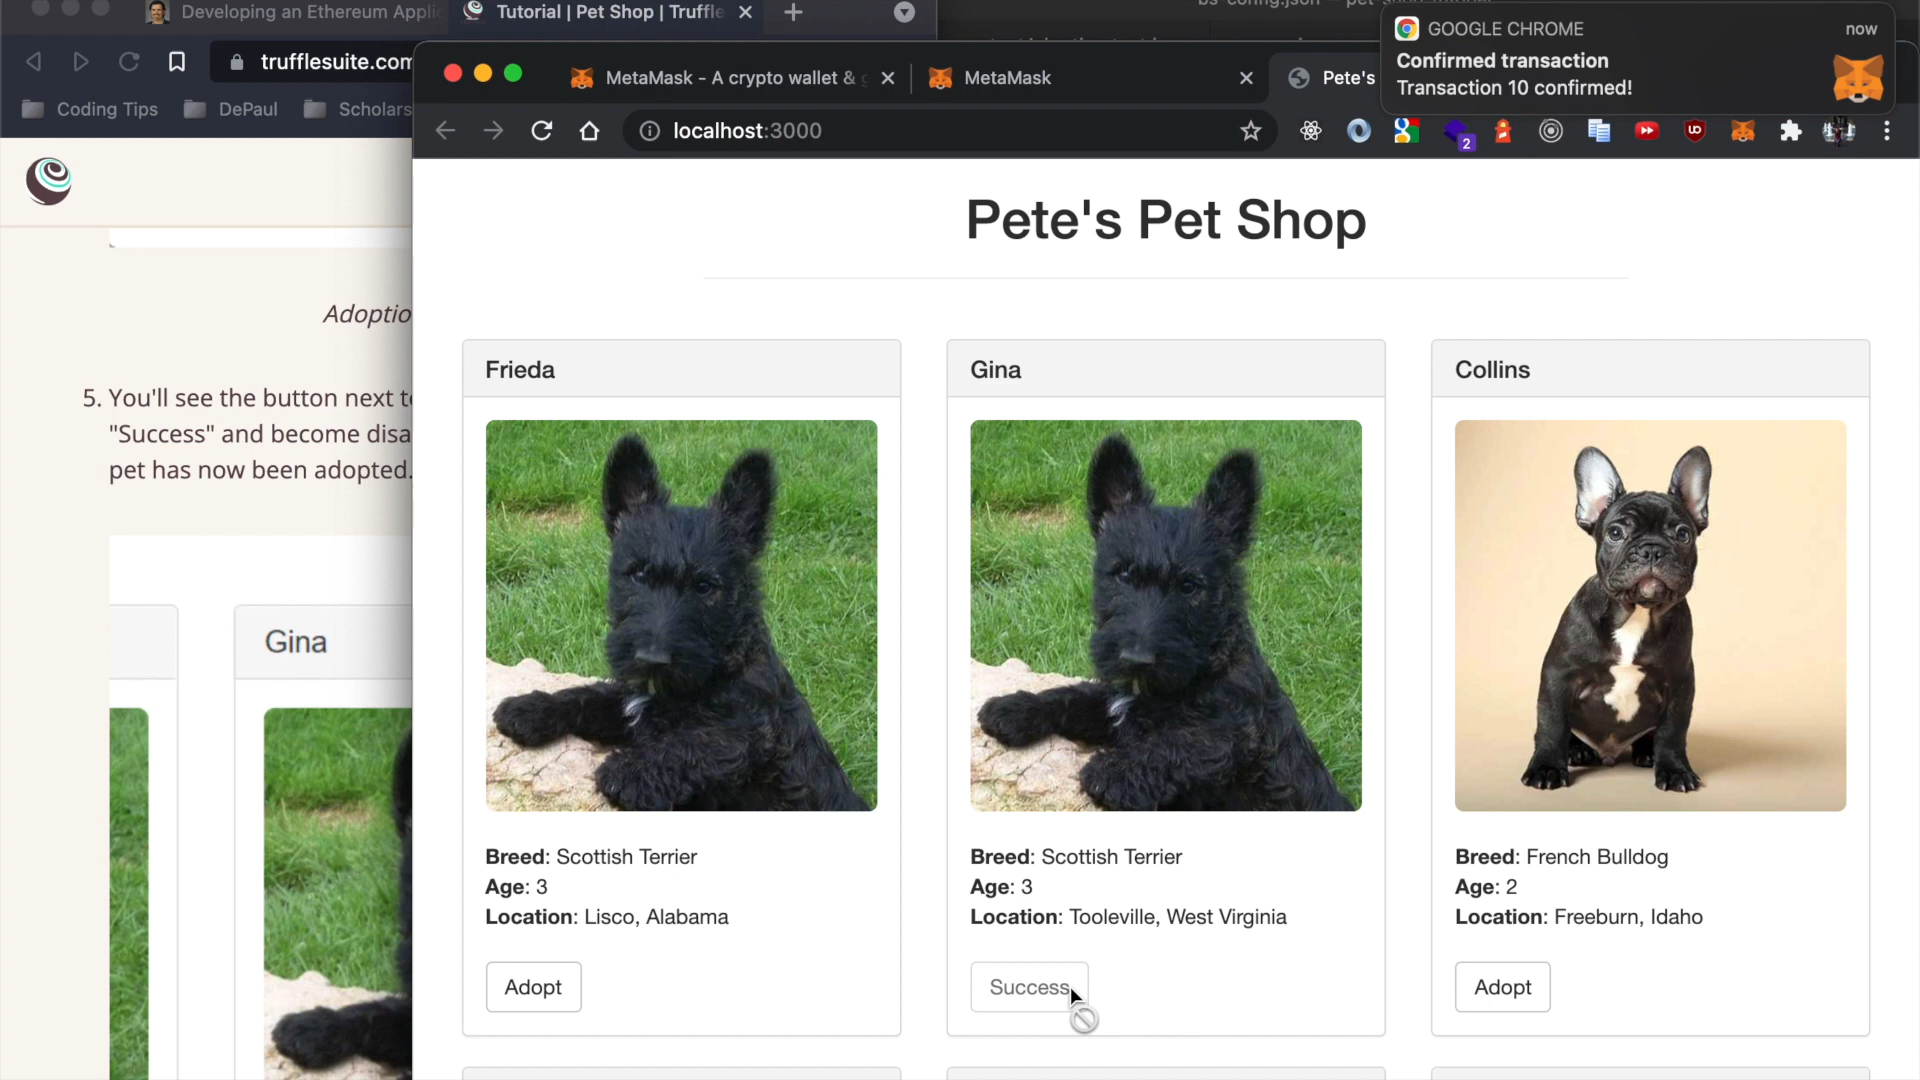 Developing an Ethereum Applic
Tutorial | Pet Shop | Truffle
trufflesuite.com
Coding Tips
DePaul
Scholars
MetaMask - A crypto wallet &
MetaMask
Pete's
localhost:3000
2
GOOGLE CHROME
now
Confirmed transaction
Transaction 10 confirmed!
Adoptio
5. You'll see the button next to
"Success" and become disa
pet has now been adopted.
Gina
Pete's Pet Shop
Frieda
Breed: Scottish Terrier
Age: 3
Location: Lisco, Alabama
Adopt
Gina
Breed: Scottish Terrier
Age: 3
Location: Tooleville, West Virginia
Success
Collins
Breed: French Bulldog
Age: 2
Location: Freeburn, Idaho
Adopt